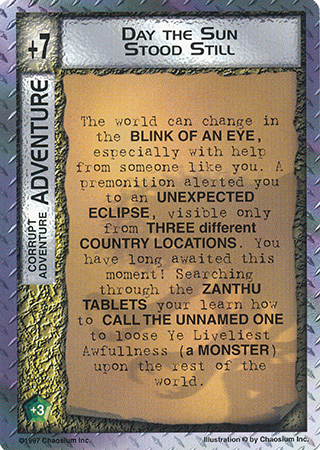 +7
DAY THE SUN
STOOD STILL
CORRUPT
ADVENTURE
ADVENTURE
The world can change in
the BLINK OF AN EYE,
especially with help
from someone like you. A
premonition alerted you
to an UNEXPECTED
ECLIPSE, visible only
from THREE different
COUNTRY LOCATIONS. You
have long awaited this
moment! Searching
through the ZANTHU
TABLETS your learn how
to CALL THE UNNAMED ONE
to loose Ye Liveliest
Awfulness (a MONSTER)
upon the rest of the
world.
+3
©1997 Chaosium Inc.
Illustration © by Chaosium Inc.